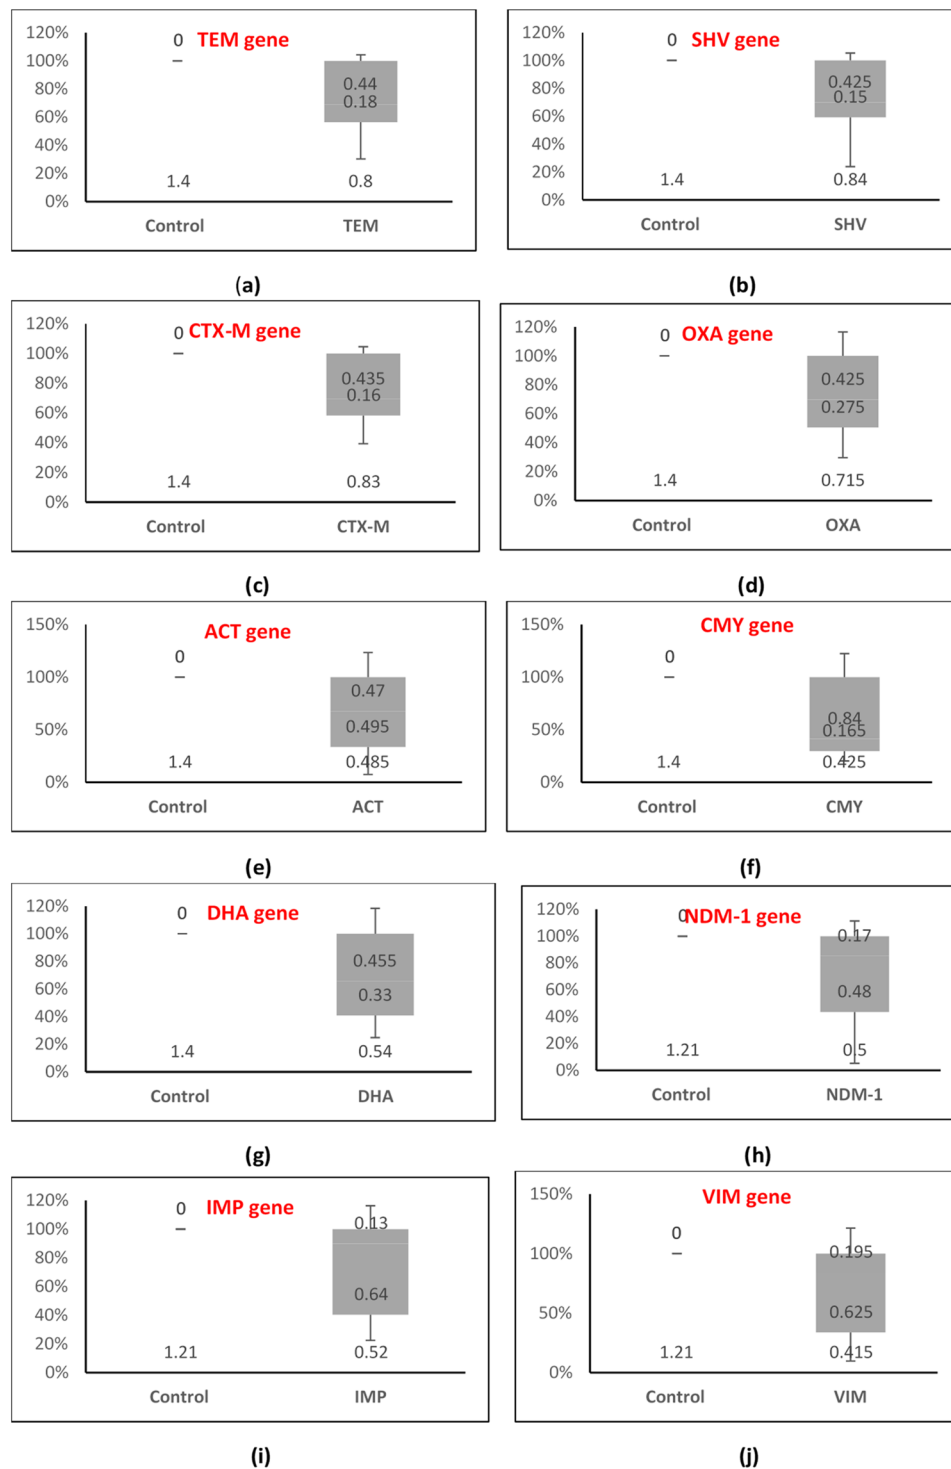 TEM gene
120%
100%
80%
60%
40%
20%
0%
0
0.44
0.18
1.4
0.8
Control
TEM
(a)
SHV gene
120%
100%
80%
60%
40%
20%
0%
0
0.425
0.15
1.4
0.84
Control
SHV
(b)
CTX-M gene
120%
100%
80%
60%
40%
20%
0%
0
0.435
0.16
1.4
0.83
Control
CTX-M
(c)
OXA gene
120%
100%
80%
60%
40%
20%
0%
0
0.425
0.275
1.4
0.715
Control
OXA
(d)
ACT gene
150%
100%
50%
0%
0
0.47
0.495
1.4
0.485
Control
ACT
(e)
CMY gene
150%
100%
50%
0%
0
0.84
0.165
1.4
0.425
Control
CMY
(f)
DHA gene
120%
100%
80%
60%
40%
20%
0%
0
0.455
0.33
1.4
0.54
Control
DHA
(g)
NDM-1 gene
120%
100%
80%
60%
40%
20%
0%
0
0.17
0.48
1.21
0.5
Control
NDM-1
(h)
IMP gene
120%
100%
80%
60%
40%
20%
0%
0
0.13
0.64
1.21
0.52
Control
IMP
(i)
VIM gene
150%
100%
50%
0%
0
0.195
0.625
1.21
0.415
Control
VIM
(j)